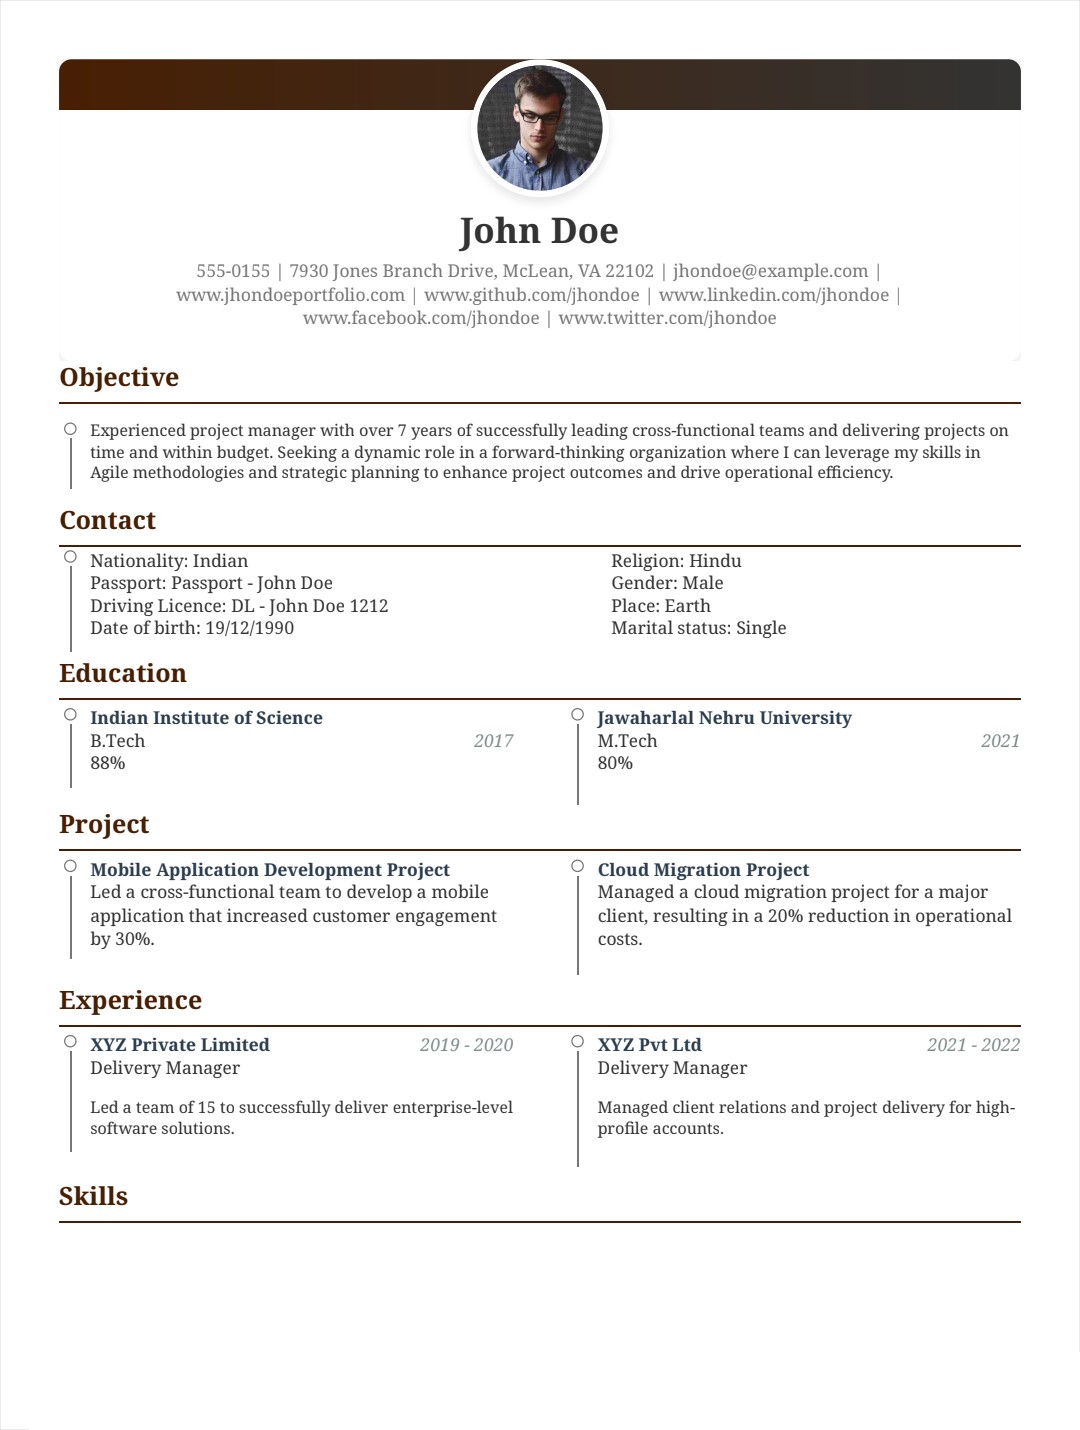 John Doe
555-0155 | 7930 Jones Branch Drive, McLean, VA 22102 | jhondoe@example.com |
www.jhondoeportfolio.com | www.github.com/jhondoe | www.linkedin.com/jhondoe |
www.facebook.com/jhondoe | www.twitter.com/jhondoe
Objective
Experienced project manager with over 7 years of successfully leading cross-functional teams and delivering projects on
time and within budget. Seeking a dynamic role in a forward-thinking organization where I can leverage my skills in
Agile methodologies and strategic planning to enhance project outcomes and drive operational efficiency.
Contact
Nationality: Indian
Passport: Passport - John Doe
Driving Licence: DL - John Doe 1212
Date of birth: 19/12/1990
Religion: Hindu
Gender: Male
Place: Earth
Marital status: Single
Education
Indian Institute of Science
B.Tech 2017
88%
Jawaharlal Nehru University
M.Tech 2021
80%
Project
Mobile Application Development Project
Led a cross-functional team to develop a mobile
application that increased customer engagement
by 30%.
Cloud Migration Project
Managed a cloud migration project for a major
client, resulting in a 20% reduction in operational
costs.
Experience
XYZ Private Limited 2019 - 2020
Delivery Manager
Led a team of 15 to successfully deliver enterprise-level
software solutions.
XYZ Pvt Ltd 2021 - 2022
Delivery Manager
Managed client relations and project delivery for high-
profile accounts.
Skills